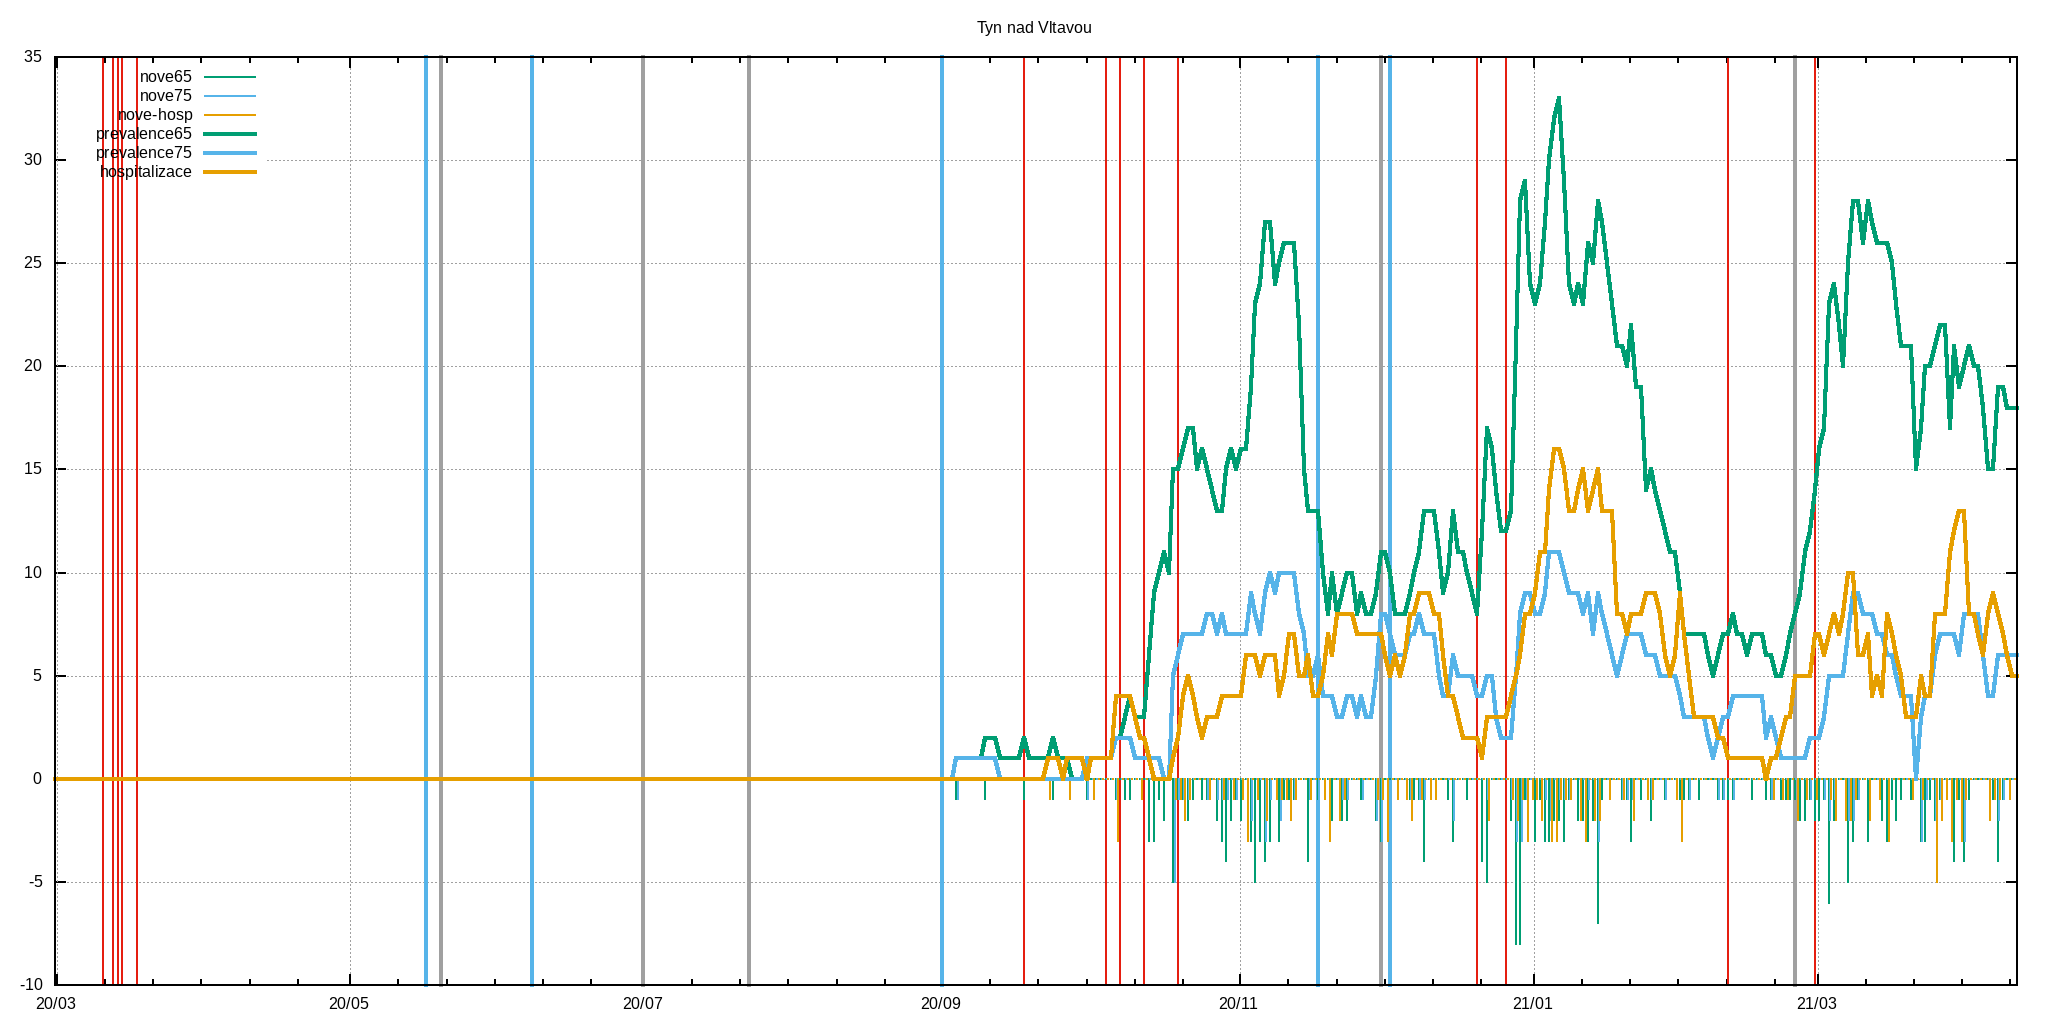 Tyn nad Vltavou
35
30
25
20
15
10
5
0
-5
-10
nove65
nove75
nove-hosp
prevalence65
prevalence75
hospitalizace
20/03 20/05 20/07 20/09 20/11 21/01 21/03